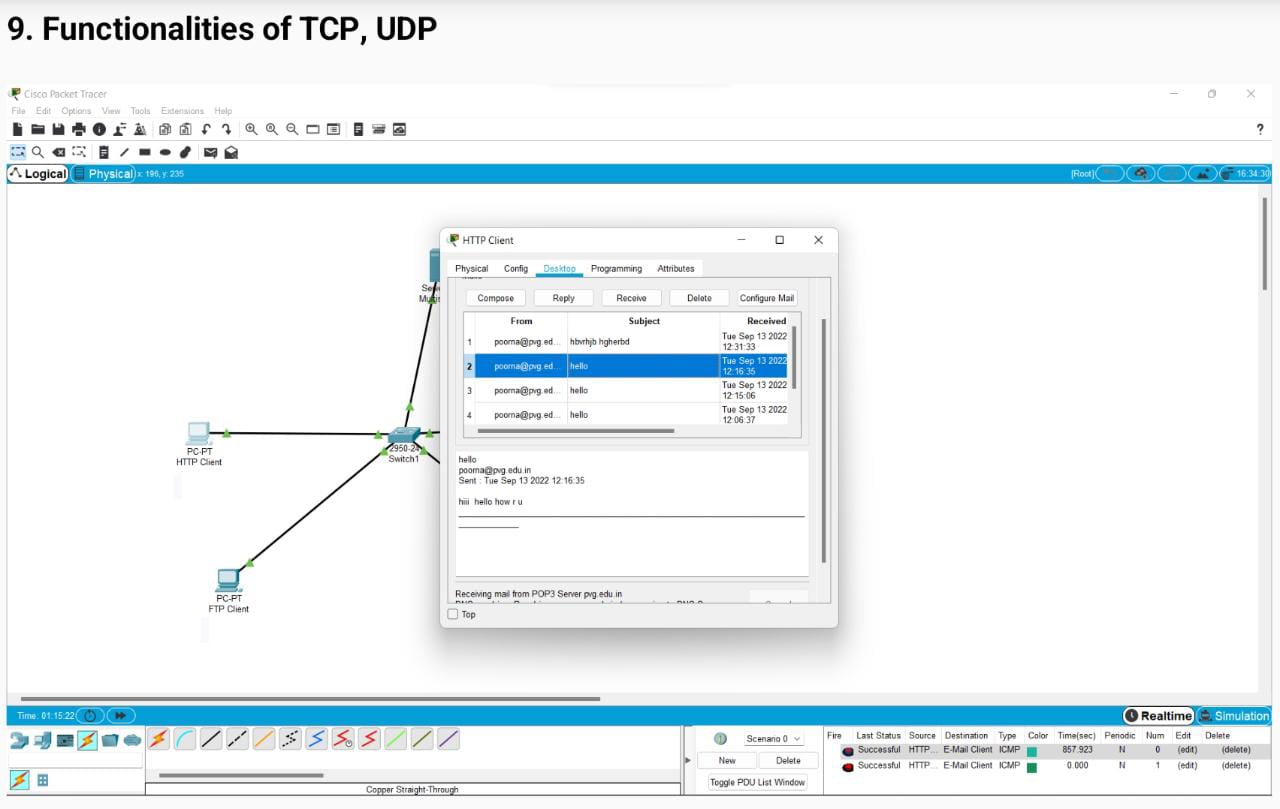 9. Functionalities of TCP, UDP
Cisco Packet Tracer
File Edit Options View Tools Extensions Help
?
Logical Physical x: 196, y: 235
[Root] 16:34:30
HTTP Client
Physical Config Desktop Programming Attributes
Compose Reply Receive Delete Configure Mail
From Subject Received
1 poorna@pvg.ed... hbvrhjb hgherbd Tue Sep 13 2022 12:31:33
2 poorna@pvg.ed... hello Tue Sep 13 2022 12:16:35
3 poorna@pvg.ed... hello Tue Sep 13 2022 12:15:06
4 poorna@pvg.ed... hello Tue Sep 13 2022 12:06:37
hello
poorna@pvg.edu.in
Sent : Tue Sep 13 2022 12:16:35
hiii hello how r u
Receiving mail from POP3 Server pvg.edu.in
Top
PC-PT
HTTP Client
2950-24
Switch1
PC-PT
FTP Client
Time: 01:15:22
Realtime Simulation
Copper Straight-Through
Scenario 0
New Delete
Toggle PDU List Window
Fire Last Status Source Destination Type Color Time(sec) Periodic Num Edit Delete
Successful HTTP... E-Mail Client ICMP 857.923 N 0 (edit) (delete)
Successful HTTP... E-Mail Client ICMP 0.000 N 1 (edit) (delete)